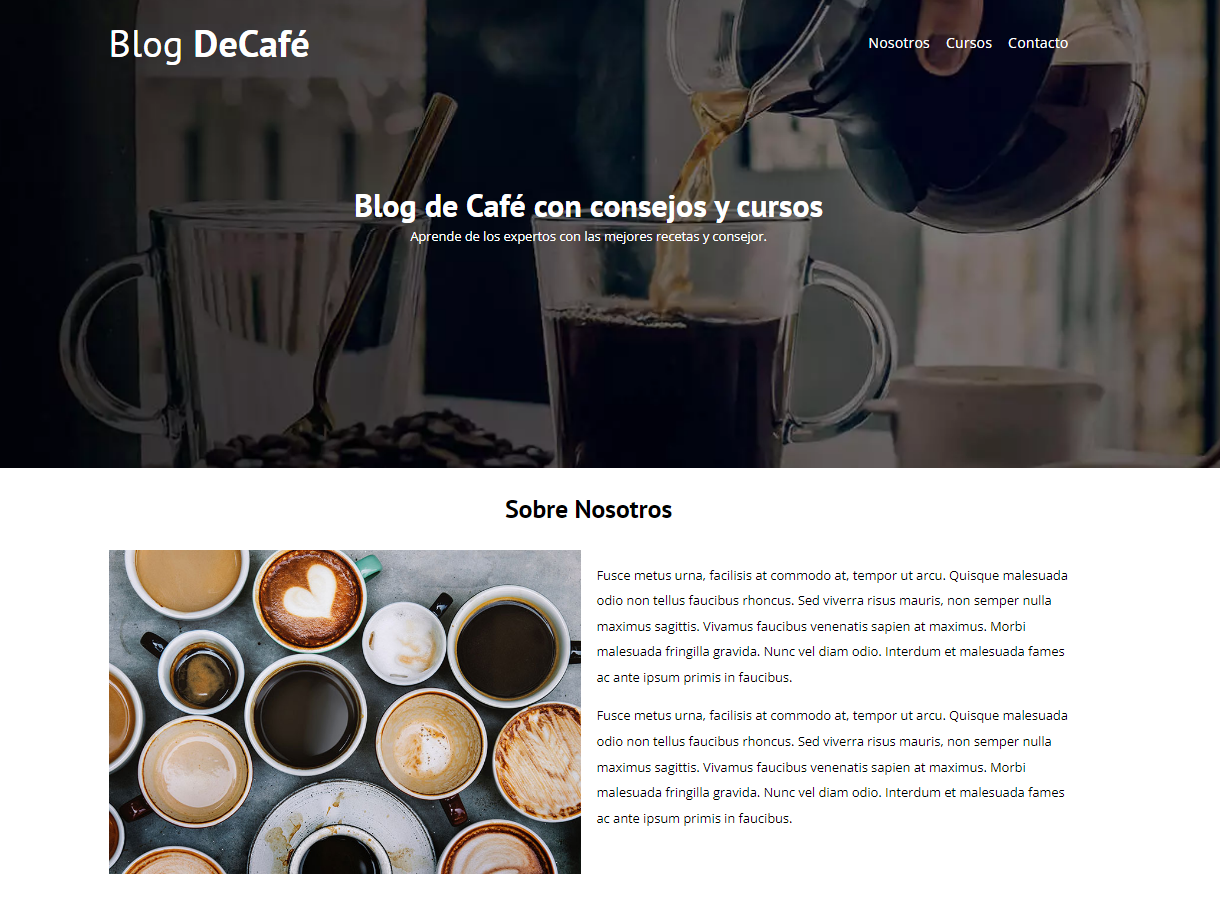 Blog DeCafé
Nosotros Cursos Contacto
Blog de Café con consejos y cursos
Aprende de los expertos con las mejores recetas y consejor.
Sobre Nosotros
Fusce metus urna, facilisis at commodo at, tempor ut arcu. Quisque malesuada
odio non tellus faucibus rhoncus. Sed viverra risus mauris, non semper nulla
maximus sagittis. Vivamus faucibus venenatis sapien at maximus. Morbi
malesuada fringilla gravida. Nunc vel diam odio. Interdum et malesuada fames
ac ante ipsum primis in faucibus.
Fusce metus urna, facilisis at commodo at, tempor ut arcu. Quisque malesuada
odio non tellus faucibus rhoncus. Sed viverra risus mauris, non semper nulla
maximus sagittis. Vivamus faucibus venenatis sapien at maximus. Morbi
malesuada fringilla gravida. Nunc vel diam odio. Interdum et malesuada fames
ac ante ipsum primis in faucibus.